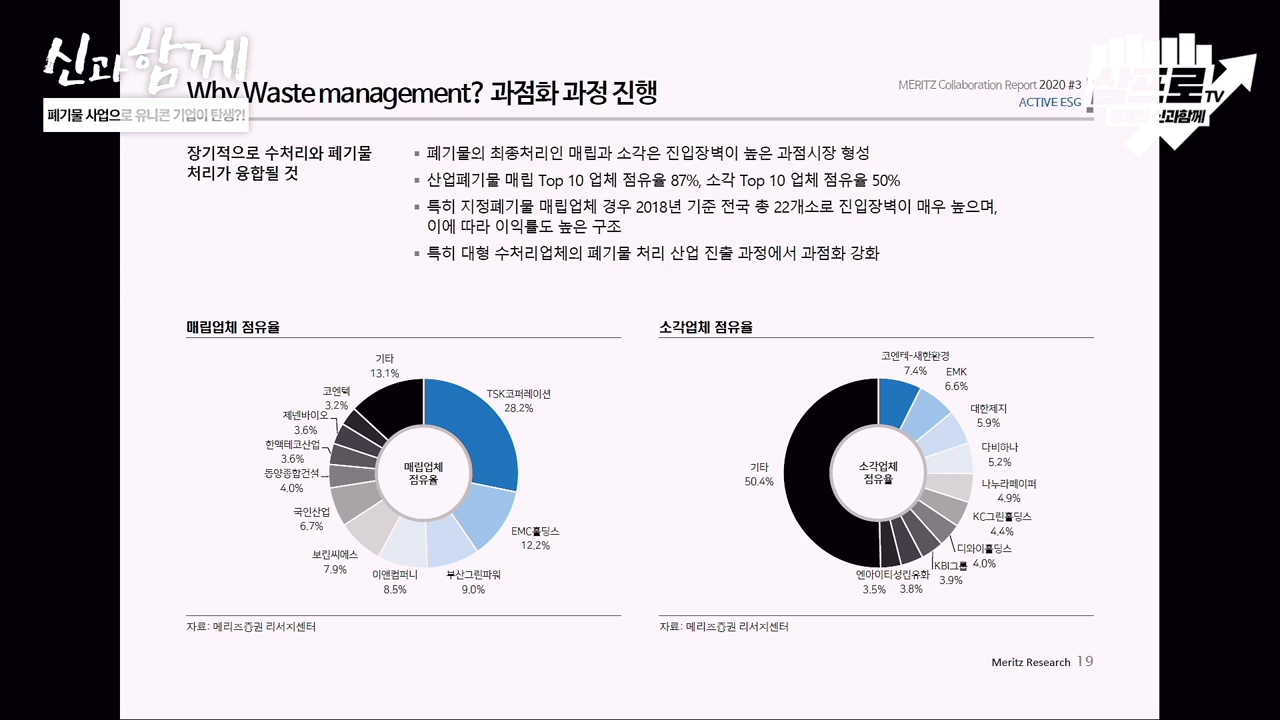 신과함께
폐기물 사업으로 유니콘 기업이 탄생?!
삼프로TV
경제의 신과함께
Why Waste management? 과점화 과정 진행
MERITZ Collaboration Report 2020 #3
ACTIVE ESG
장기적으로 수처리와 폐기물
처리가 융합될 것
▪ 폐기물의 최종처리인 매립과 소각은 진입장벽이 높은 과점시장 형성
▪ 산업폐기물 매립 Top 10 업체 점유율 87%, 소각 Top 10 업체 점유율 50%
▪ 특히 지정폐기물 매립업체 경우 2018년 기준 전국 총 22개소로 진입장벽이 매우 높으며,
이에 따라 이익률도 높은 구조
▪ 특히 대형 수처리업체의 폐기물 처리 산업 진출 과정에서 과점화 강화
매립업체 점유율
기타
13.1%
코엔텍
3.2%
제넨바이오
3.6%
한맥테코산업
3.6%
동양종합건설
4.0%
국인산업
6.7%
보림씨에스
7.9%
이앤컴퍼니
8.5%
부산그린파워
9.0%
EMC홀딩스
12.2%
TSK코퍼레이션
28.2%
매립업체
점유율
자료: 메리츠증권 리서치센터
소각업체 점유율
코엔텍-새한환경
7.4%
EMK
6.6%
대한제지
5.9%
다비하나
5.2%
나누라페이퍼
4.9%
KC그린홀딩스
4.4%
디와이홀딩스
4.0%
KBI그룹
3.9%
성림유화
3.8%
엔아이티
3.5%
기타
50.4%
소각업체
점유율
자료: 메리츠증권 리서치센터
Meritz Research 19